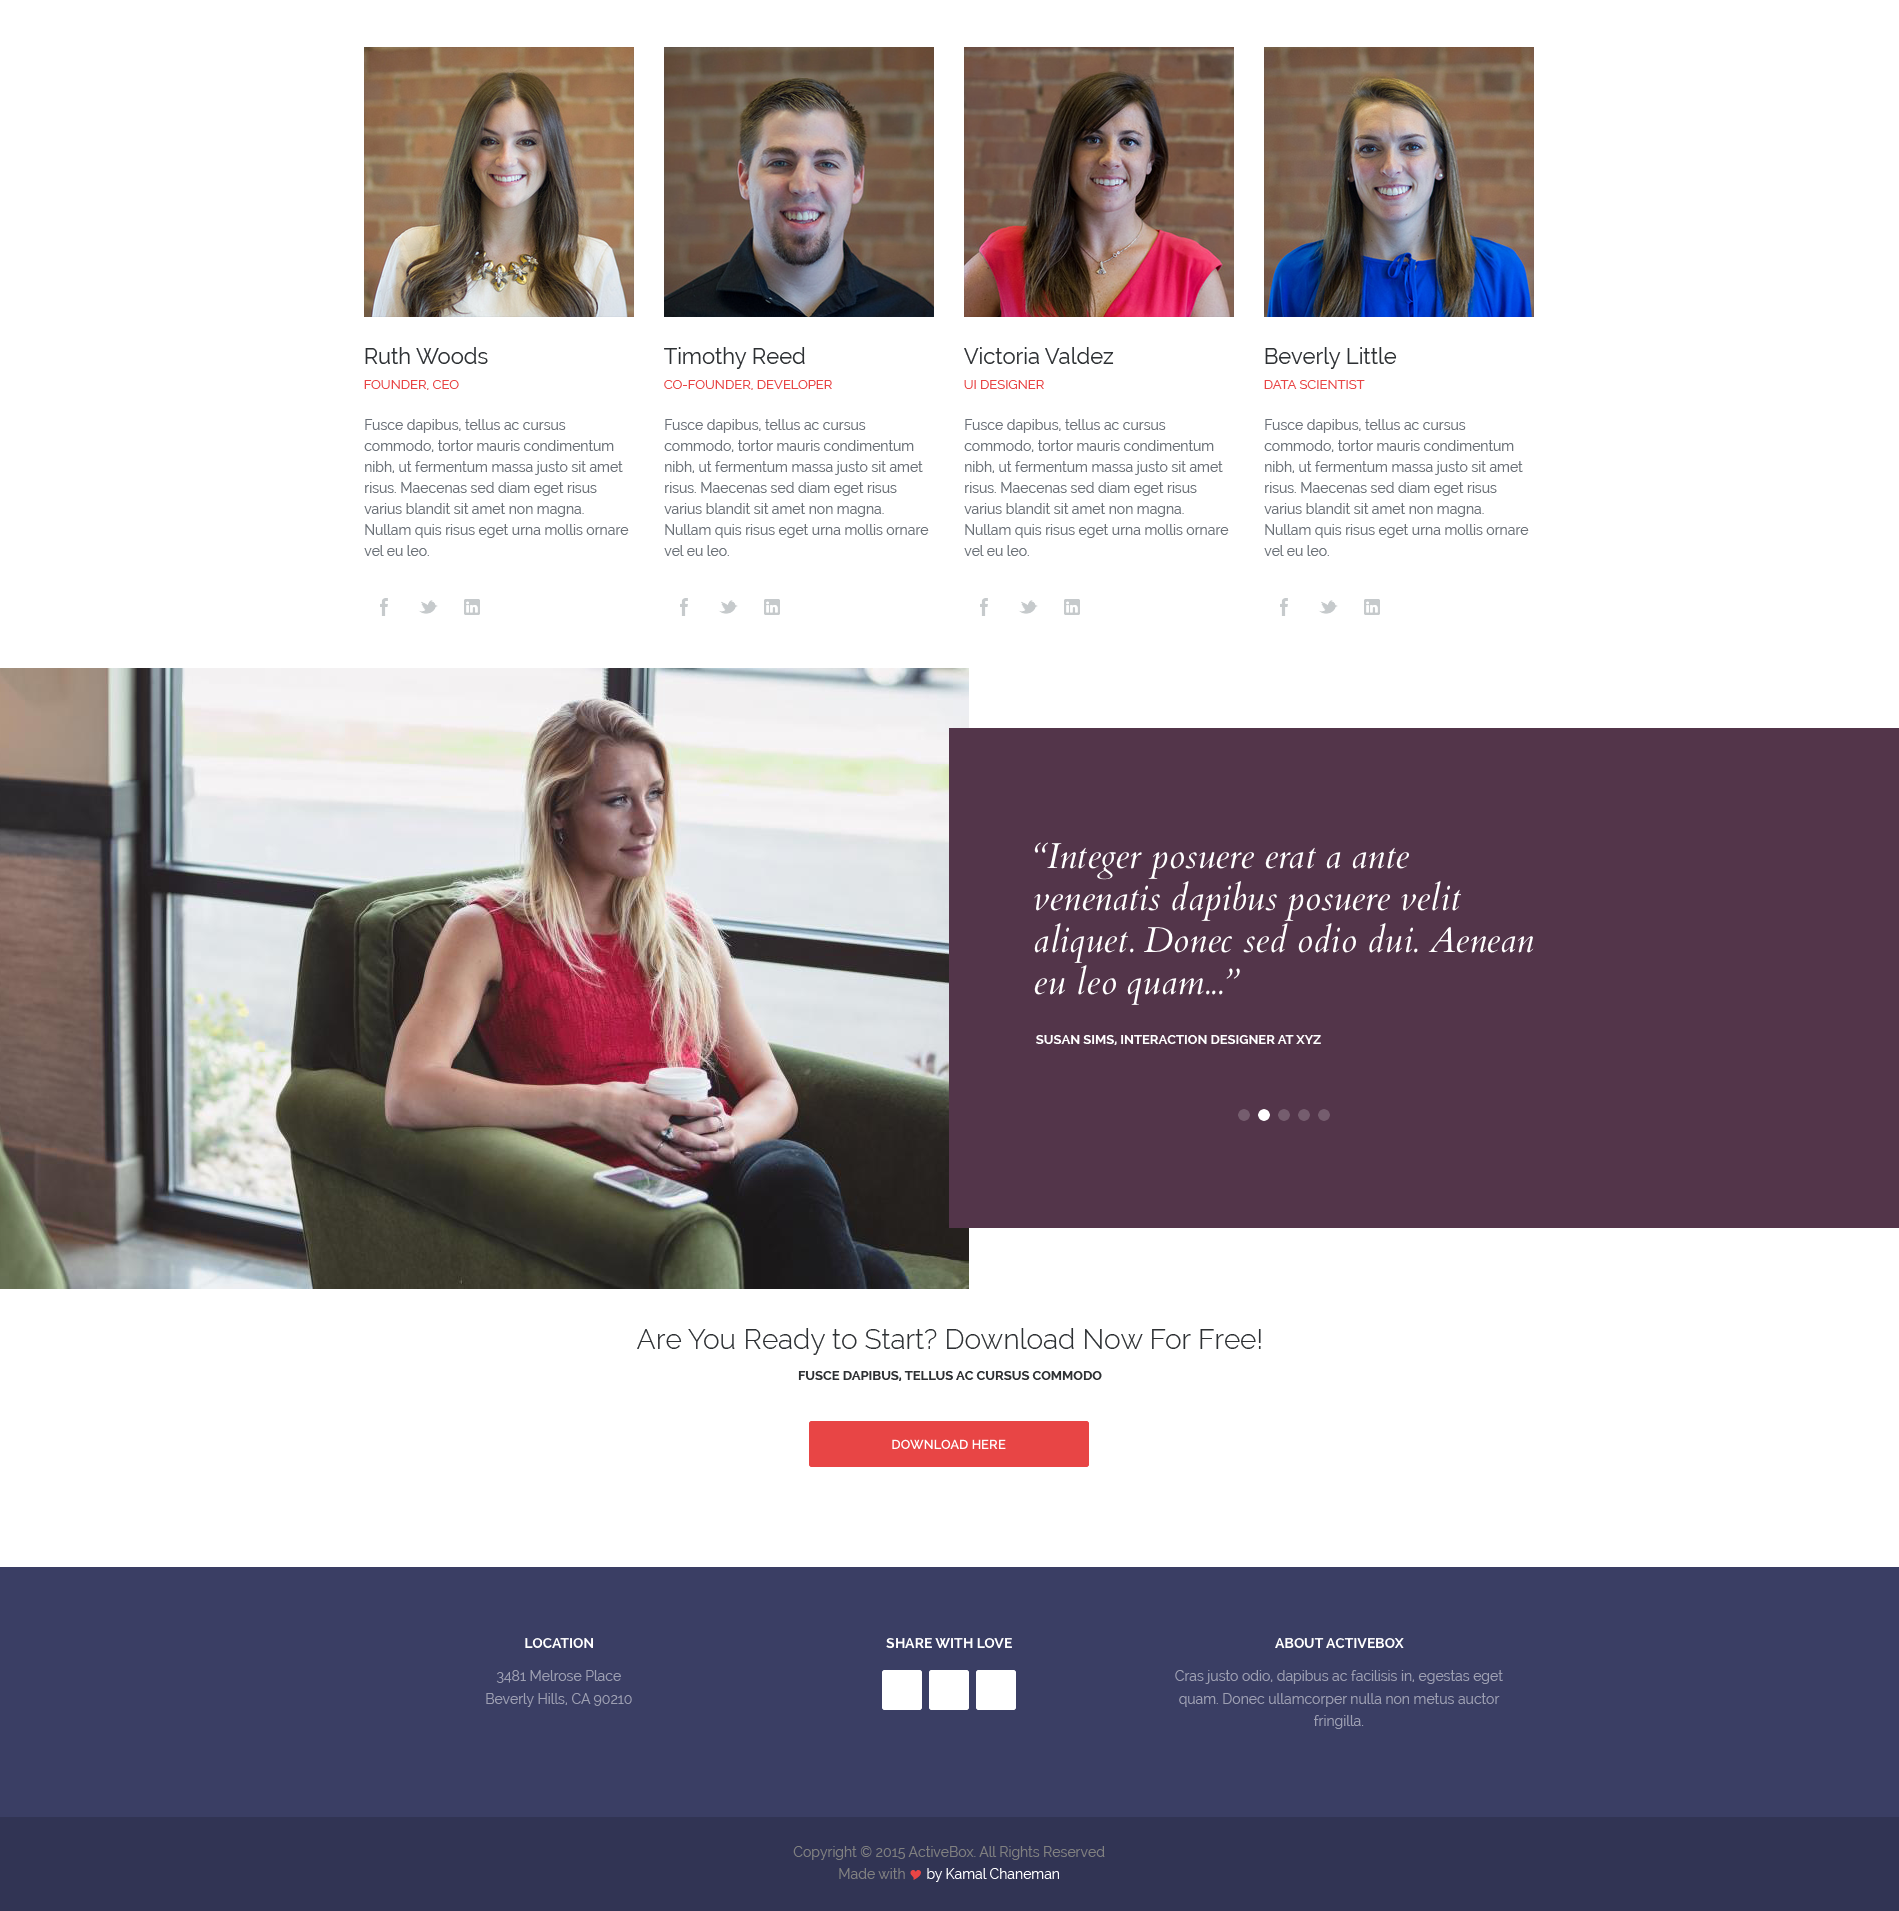 Ruth Woods
FOUNDER, CEO
Fusce dapibus, tellus ac cursus
commodo, tortor mauris condimentum
nibh, ut fermentum massa justo sit amet
risus. Maecenas sed diam eget risus
varius blandit sit amet non magna.
Nullam quis risus eget urna mollis ornare
vel eu leo.
Timothy Reed
CO-FOUNDER, DEVELOPER
Fusce dapibus, tellus ac cursus
commodo, tortor mauris condimentum
nibh, ut fermentum massa justo sit amet
risus. Maecenas sed diam eget risus
varius blandit sit amet non magna.
Nullam quis risus eget urna mollis ornare
vel eu leo.
Victoria Valdez
UI DESIGNER
Fusce dapibus, tellus ac cursus
commodo, tortor mauris condimentum
nibh, ut fermentum massa justo sit amet
risus. Maecenas sed diam eget risus
varius blandit sit amet non magna.
Nullam quis risus eget urna mollis ornare
vel eu leo.
Beverly Little
DATA SCIENTIST
Fusce dapibus, tellus ac cursus
commodo, tortor mauris condimentum
nibh, ut fermentum massa justo sit amet
risus. Maecenas sed diam eget risus
varius blandit sit amet non magna.
Nullam quis risus eget urna mollis ornare
vel eu leo.
“Integer posuere erat a ante
venenatis dapibus posuere velit
aliquet. Donec sed odio dui. Aenean
eu leo quam...”
SUSAN SIMS, INTERACTION DESIGNER AT XYZ
Are You Ready to Start? Download Now For Free!
FUSCE DAPIBUS, TELLUS AC CURSUS COMMODO
DOWNLOAD HERE
LOCATION
3481 Melrose Place
Beverly Hills, CA 90210
SHARE WITH LOVE
ABOUT ACTIVEBOX
Cras justo odio, dapibus ac facilisis in, egestas eget
quam. Donec ullamcorper nulla non metus auctor
fringilla.
Copyright © 2015 ActiveBox. All Rights Reserved
Made with ♥ by Kamal Chaneman